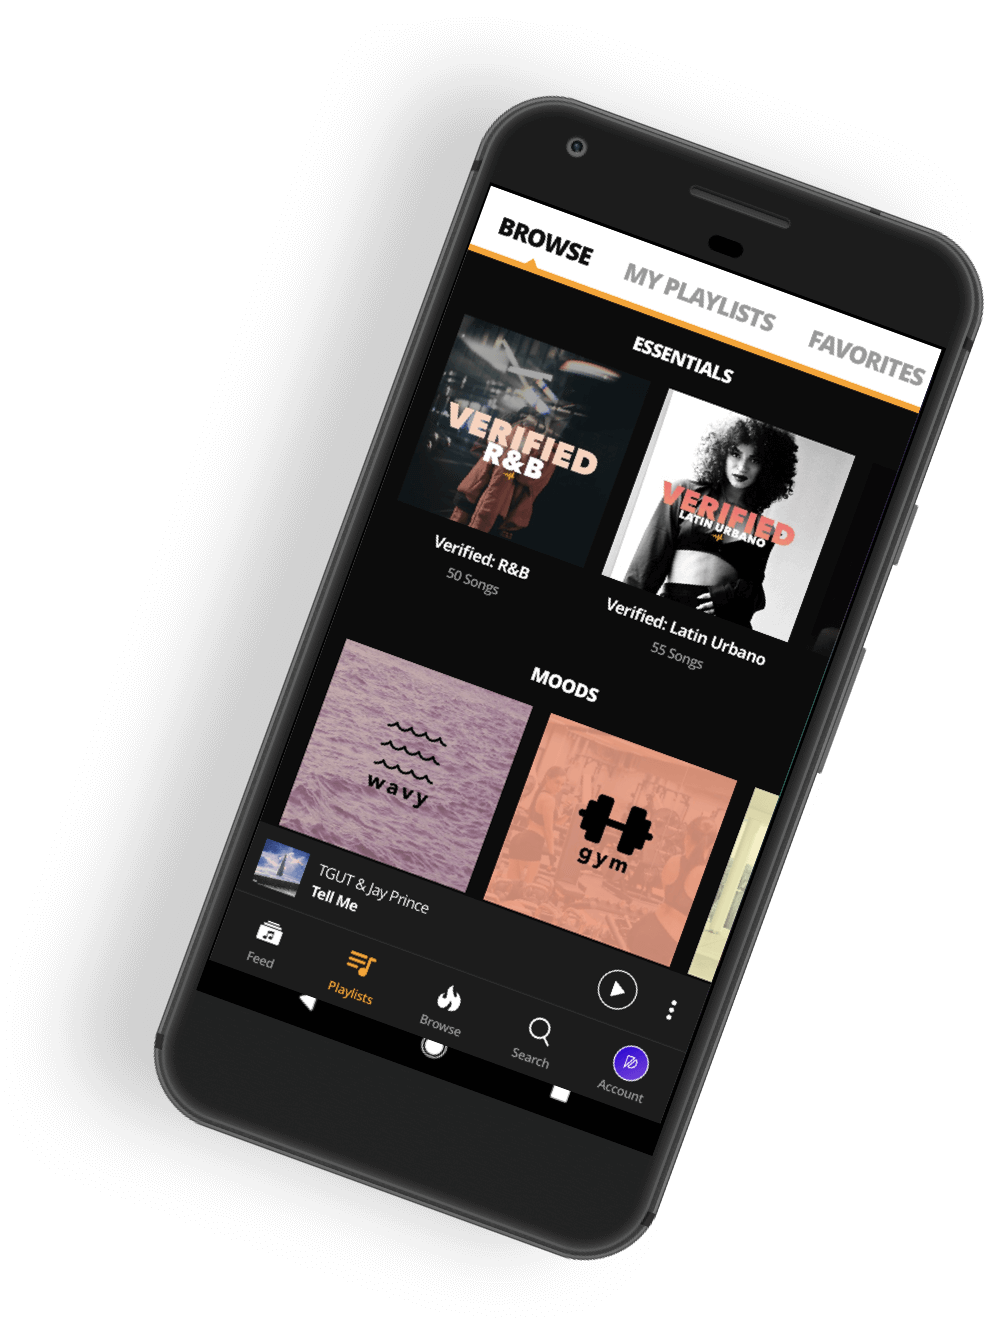 BROWSE
MY PLAYLISTS
FAVORITES
ESSENTIALS
VERIFIED
R&B
VERIFIED
LATIN URBANO
Verified: R&B
50 Songs
Verified: Latin Urbano
55 Songs
MOODS
wavy
gym
TGUT & Jay Prince
Tell Me
Feed
Playlists
Browse
Search
Account